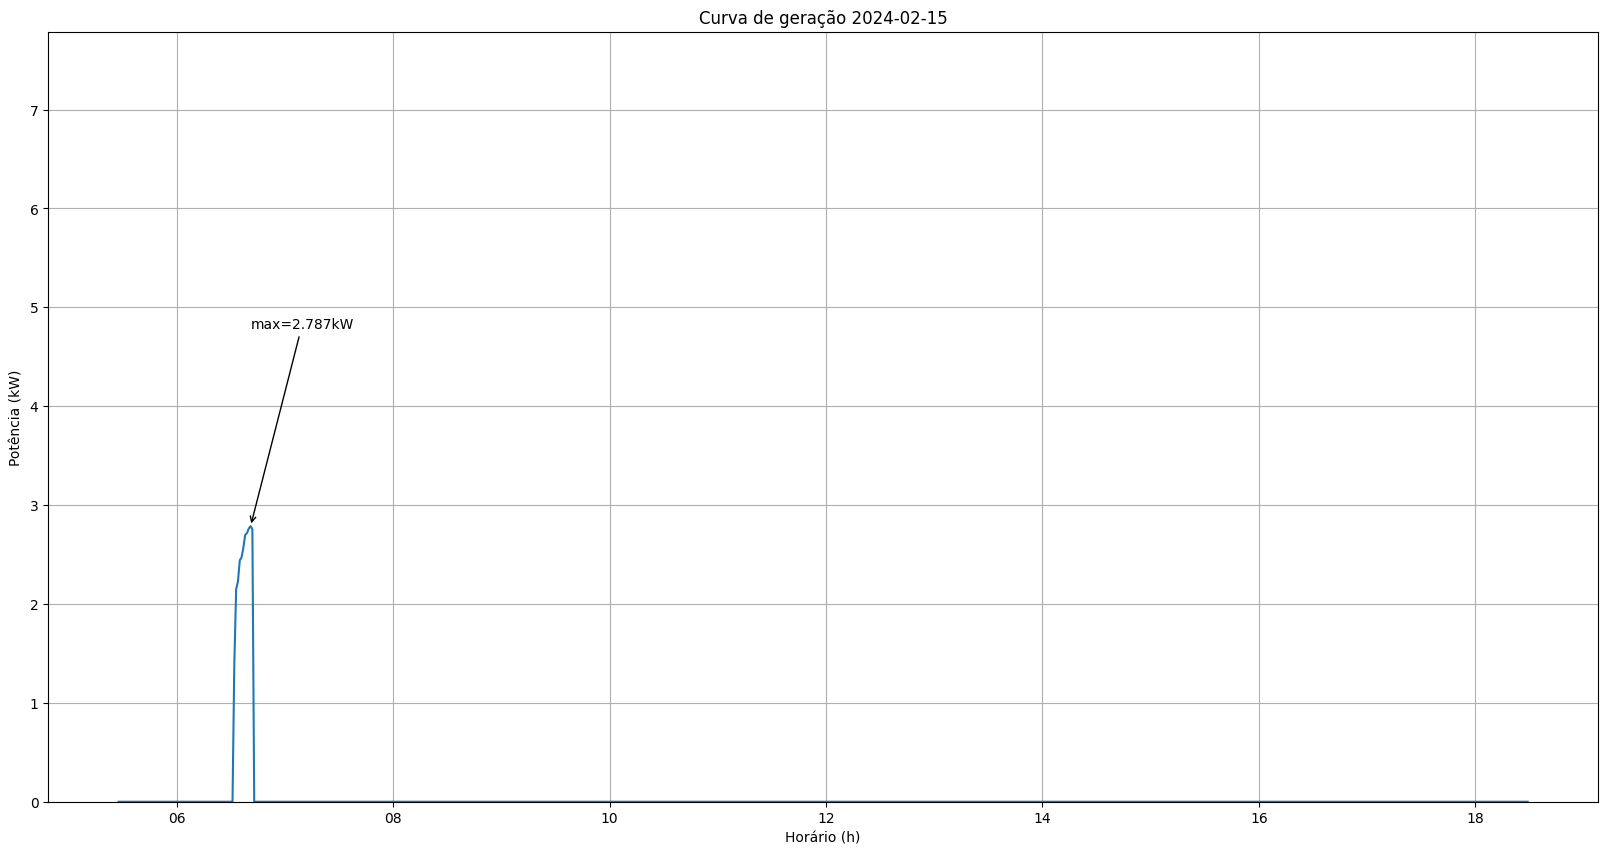 Curva de geração 2024-02-15
7
6
5
max=2.787kW
4
Potência (kW)
3
2
1
0
06 08 10 12 14 16 18
Horário (h)